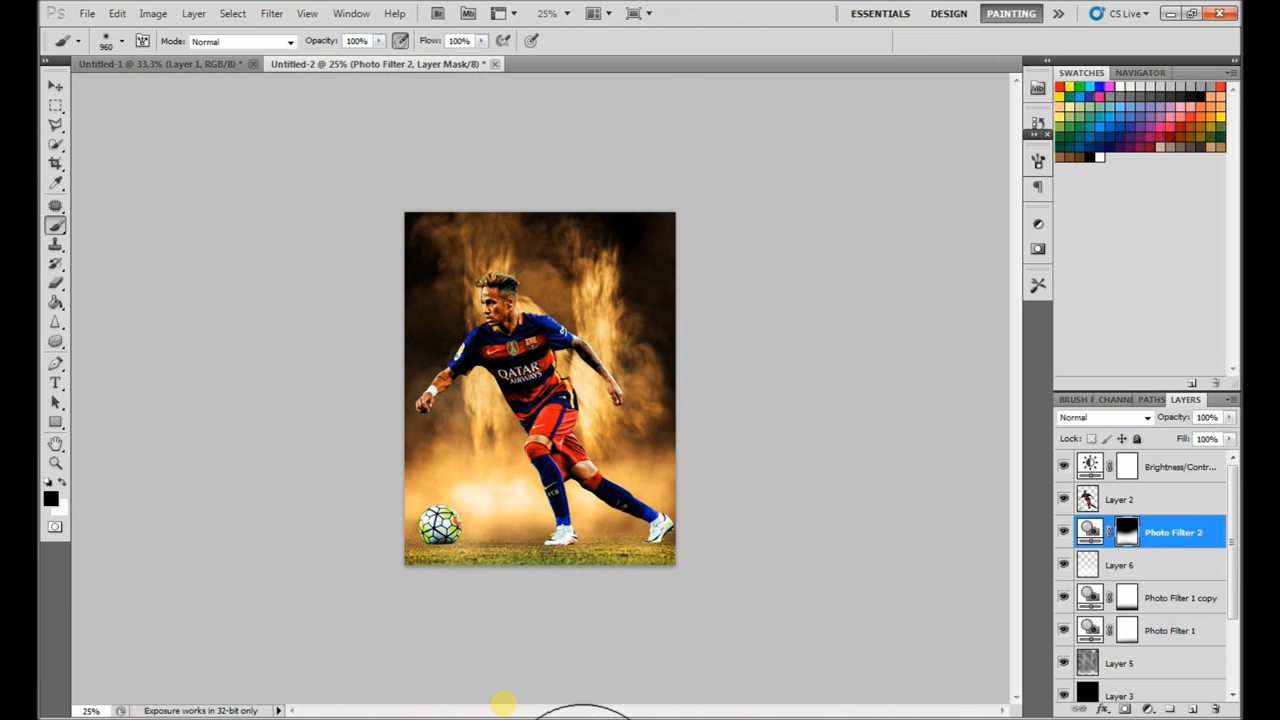 Ps File Edit Image Layer Select Filter View Window Help Br Mb 25% ESSENTIALS DESIGN PAINTING CS Live
960 Mode: Normal Opacity: 100% Flow: 100%
Untitled-1 @ 33,3% (Layer 1, RGB/8) * Untitled-2 @ 25% (Photo Filter 2, Layer Mask/8) *
SWATCHES NAVIGATOR
Mb
QATAR
AIRWAYS
FCB
BRUSH F CHANNE PATHS LAYERS
Normal Opacity: 100%
Lock: Fill: 100%
Brightness/Contr...
Layer 2
Photo Filter 2
Layer 6
Photo Filter 1 copy
Photo Filter 1
Layer 5
Layer 3
25% Exposure works in 32-bit only